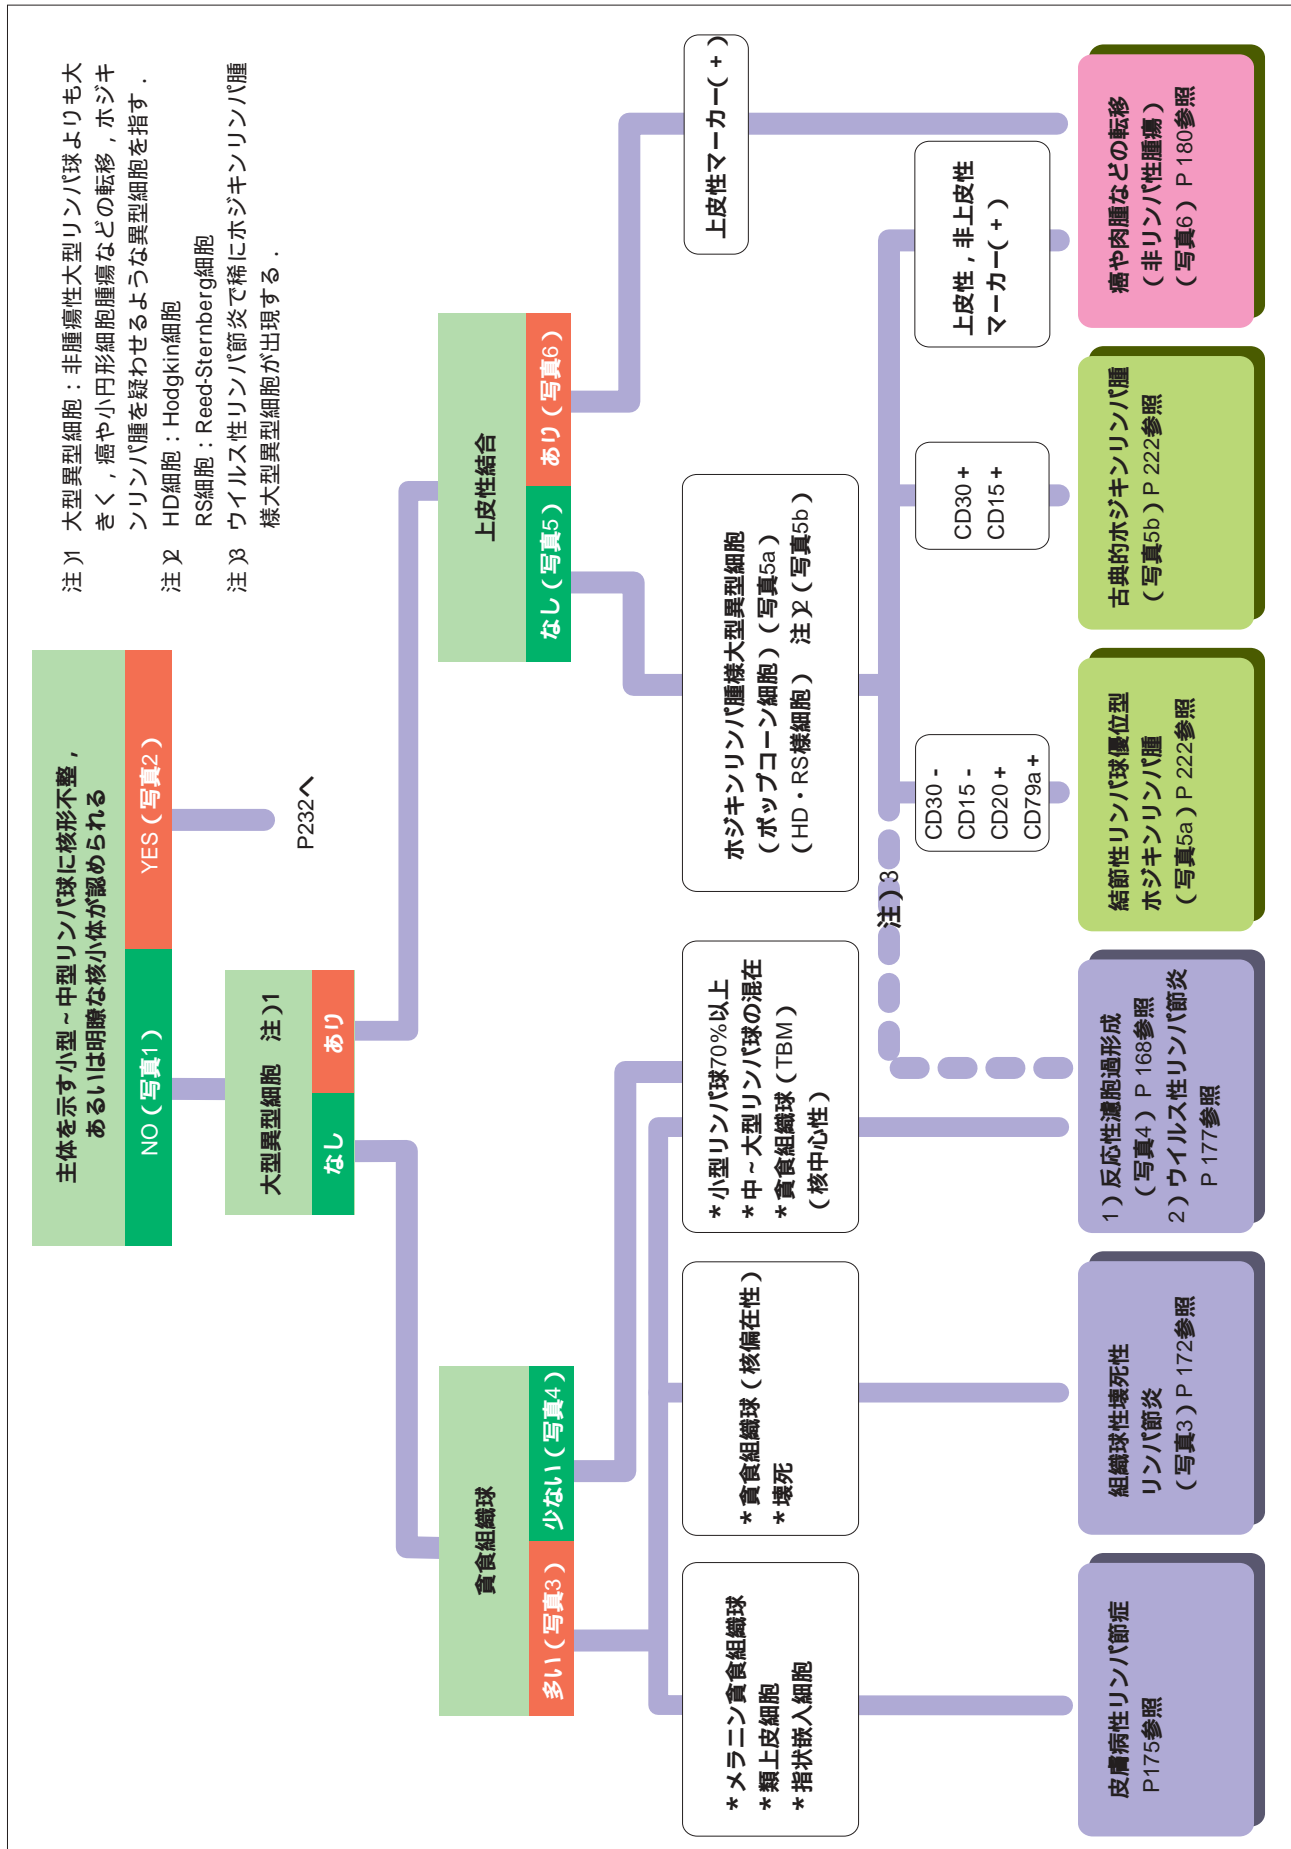 主体を示す小型～中型リンパ球に核形不整，
あるいは明瞭な核小体が認められる
NO（写真1）
YES（写真2）
P232へ
注）1 大型異型細胞：非腫瘍性大型リンパ球よりも大
きく，癌や小円形細胞腫瘍などの転移，ホジキ
ンリンパ腫を疑わせるような異型細胞を指す．
注）2 HD細胞：Hodgkin細胞
RS細胞：Reed-Sternberg細胞
注）3 ウイルス性リンパ節炎で稀にホジキンリンパ腫
様大型異型細胞が出現する．
大型異型細胞 注）1
なし
あり
貪食組織球
多い（写真3）
少ない（写真4）
上皮性結合
なし（写真5）
あり（写真6）
＊メラニン貪食組織球
＊類上皮細胞
＊指状嵌入細胞
＊貪食組織球（核偏在性）
＊壊死
＊小型リンパ球70%以上
＊中～大型リンパ球の混在
＊貪食組織球（TBM）
（核中心性）
ホジキンリンパ腫様大型異型細胞
（ポップコーン細胞）（写真5a）
（HD・RS様細胞） 注）2（写真5b）
上皮性マーカー(＋)
注）3
CD30 -
CD15 -
CD20 +
CD79a +
CD30 +
CD15 +
上皮性，非上皮性
マーカー(＋)
皮膚病性リンパ節症
P175参照
組織球性壊死性
リンパ節炎
（写真3）P 172参照
1）反応性濾胞過形成
（写真4）P 168参照
2）ウイルス性リンパ節炎
P 177参照
結節性リンパ球優位型
ホジキンリンパ腫
（写真5a）P 222参照
古典的ホジキンリンパ腫
（写真5b）P 222参照
癌や肉腫などの転移
（非リンパ性腫瘍）
（写真6）P 180参照